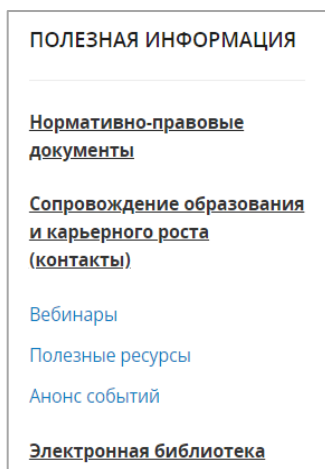 ПОЛЕЗНАЯ ИНФОРМАЦИЯ
Нормативно-правовые
документы
Сопровождение образования
и карьерного роста
(контакты)
Вебинары
Полезные ресурсы
Анонс событий
Электронная библиотека